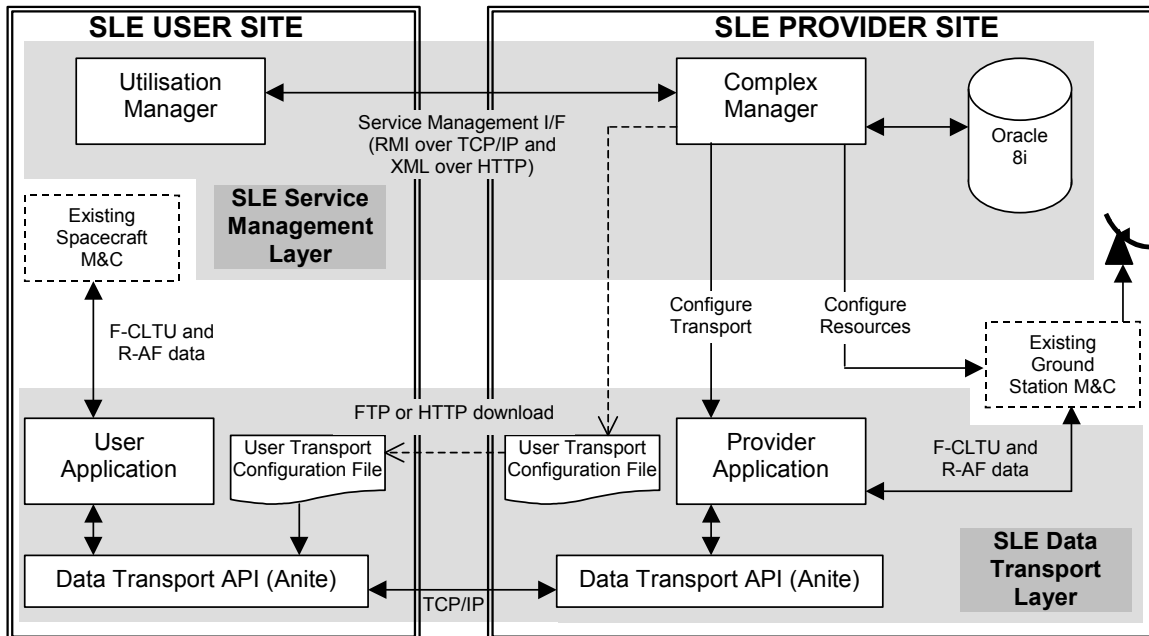 SLE USER SITE
SLE PROVIDER SITE
Utilisation
Manager
Complex
Manager
Oracle
8i
Service Management I/F
(RMI over TCP/IP and
XML over HTTP)
SLE Service
Management
Layer
Existing
Spacecraft
M&C
Configure
Transport
Configure
Resources
F-CLTU and
R-AF data
Existing
Ground
Station M&C
FTP or HTTP download
User
Application
User Transport
Configuration File
User Transport
Configuration File
Provider
Application
F-CLTU and
R-AF data
Data Transport API (Anite)
TCP/IP
Data Transport API (Anite)
SLE Data
Transport
Layer